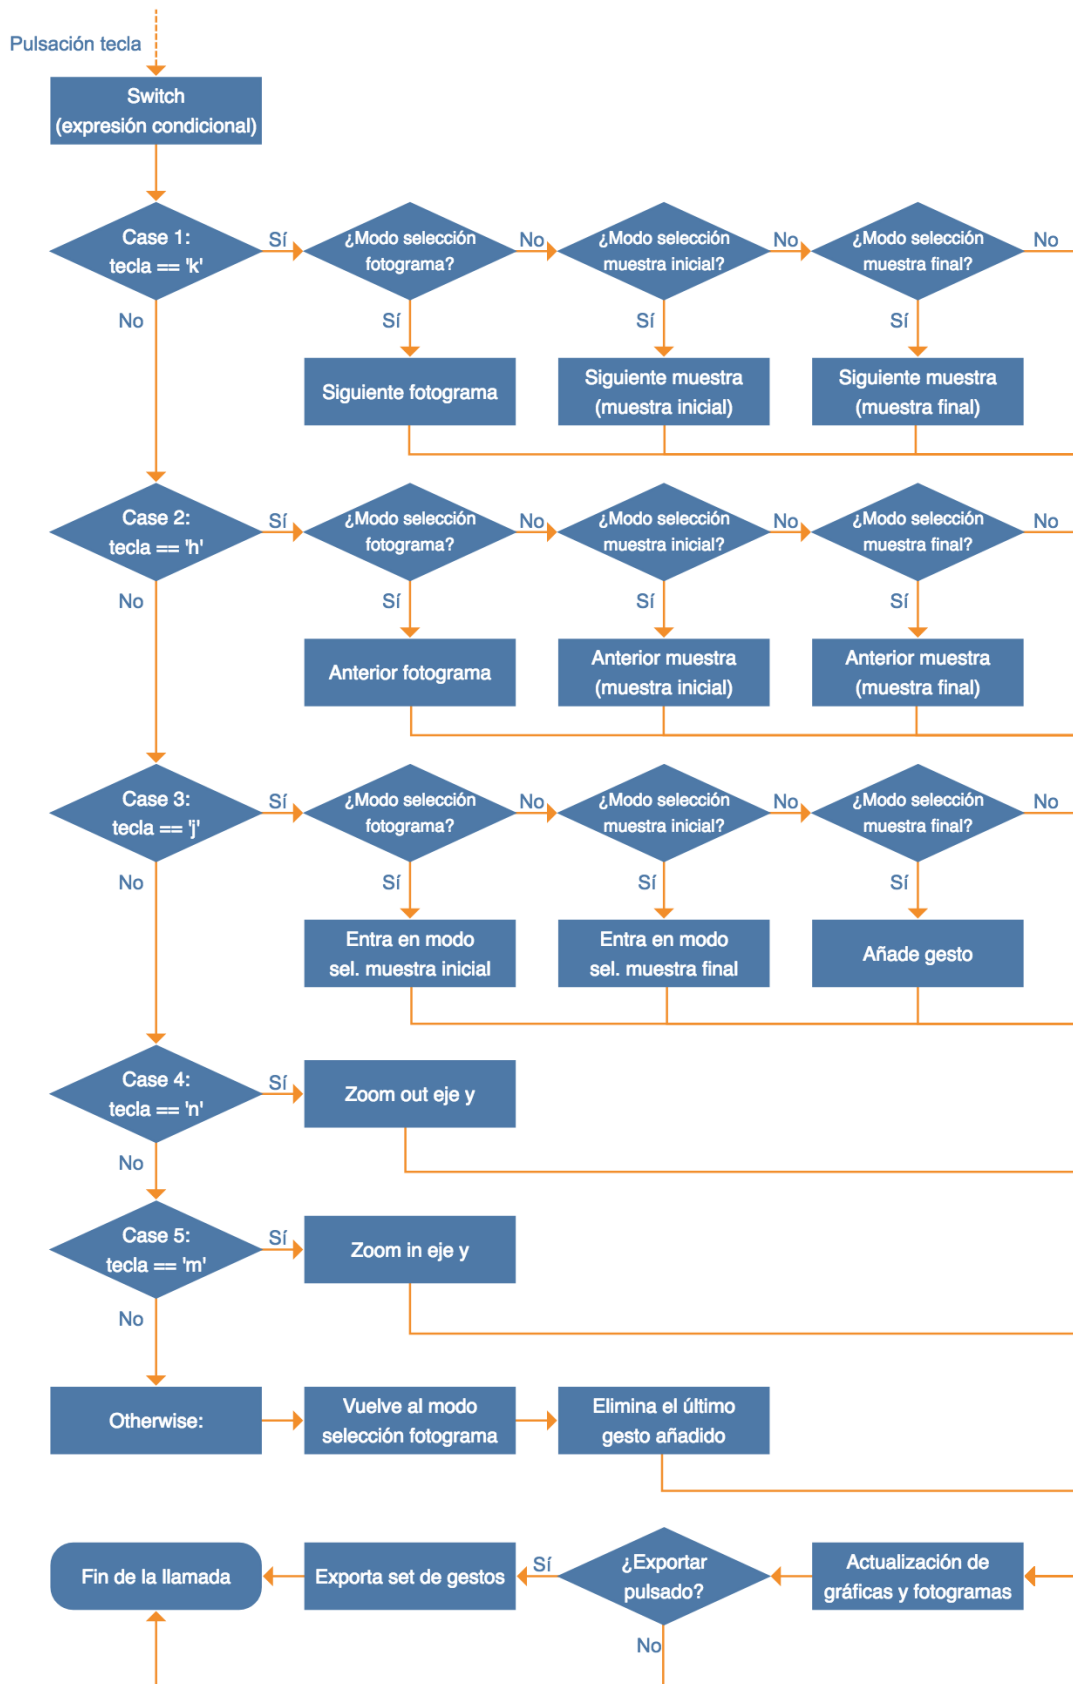 Pulsación tecla
Switch
(expresión condicional)
Case 1:
tecla == 'k'
Sí
¿Modo selección
fotograma?
No
¿Modo selección
muestra inicial?
No
¿Modo selección
muestra final?
No
No
Sí
Sí
Sí
Siguiente fotograma
Siguiente muestra
(muestra inicial)
Siguiente muestra
(muestra final)
Case 2:
tecla == 'h'
Sí
¿Modo selección
fotograma?
No
¿Modo selección
muestra inicial?
No
¿Modo selección
muestra final?
No
No
Sí
Sí
Sí
Anterior fotograma
Anterior muestra
(muestra inicial)
Anterior muestra
(muestra final)
Case 3:
tecla == 'j'
Sí
¿Modo selección
fotograma?
No
¿Modo selección
muestra inicial?
No
¿Modo selección
muestra final?
No
No
Sí
Sí
Sí
Entra en modo
sel. muestra inicial
Entra en modo
sel. muestra final
Añade gesto
Case 4:
tecla == 'n'
Sí
Zoom out eje y
No
Case 5:
tecla == 'm'
Sí
Zoom in eje y
No
Otherwise:
Vuelve al modo
selección fotograma
Elimina el último
gesto añadido
Fin de la llamada
Exporta set de gestos
Sí
¿Exportar
pulsado?
Actualización de
gráficas y fotogramas
No